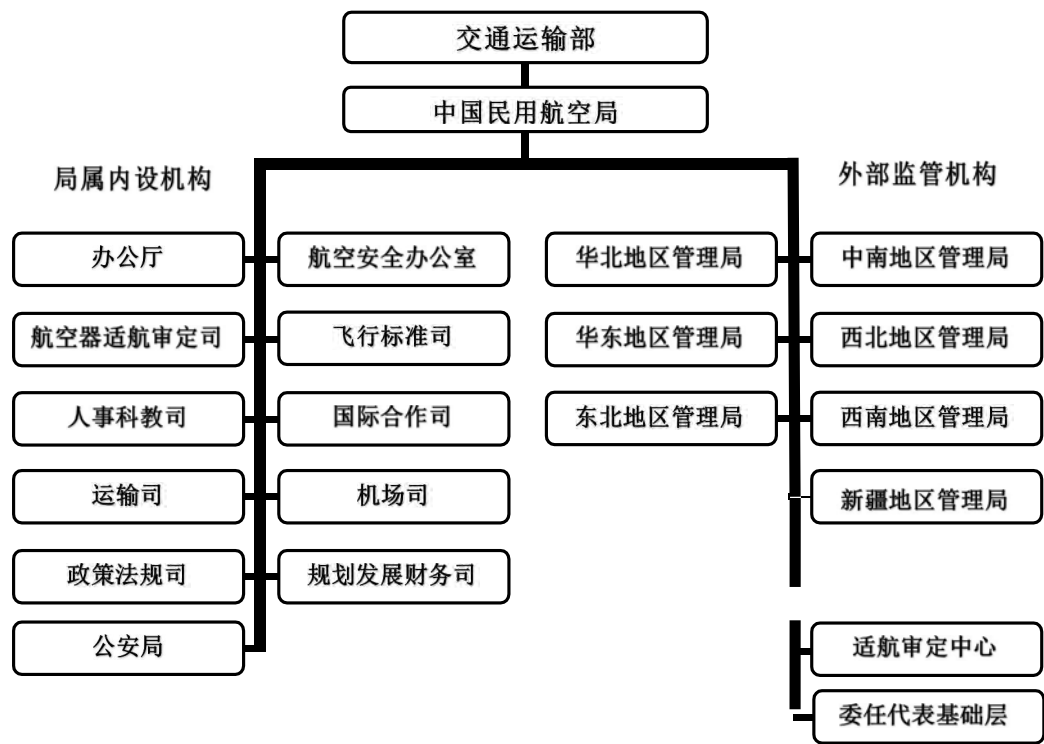 交通运输部
中国民用航空局
局属内设机构
外部监管机构
办公厅
航空安全办公室
华北地区管理局
中南地区管理局
航空器适航审定司
飞行标准司
华东地区管理局
西北地区管理局
人事科教司
国际合作司
东北地区管理局
西南地区管理局
运输司
机场司
新疆地区管理局
政策法规司
规划发展财务司
公安局
适航审定中心
委任代表基础层